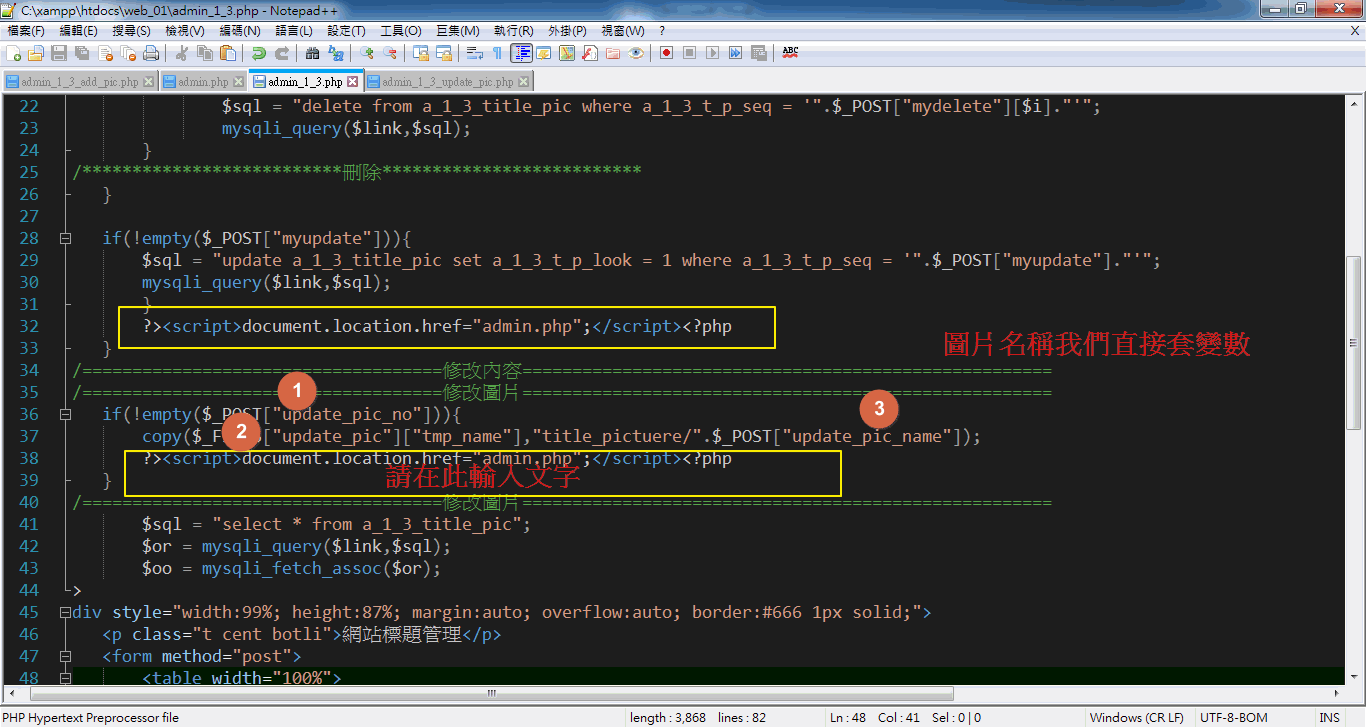 C:\xampp\htdocs\web_01\admin_1_3.php - Notepad++
檔案(F) 編輯(E) 搜尋(S) 檢視(V) 編碼(N) 語言(L) 設定(T) 工具(O) 巨集(M) 執行(R) 外掛(P) 視窗(W) ? X
ABC
admin_1_3_add_pic.php admin.php admin_1_3.php admin_1_3_update_pic.php
22 $sql = "delete from a_1_3_title_pic where a_1_3_t_p_seq = '".$_POST["mydelete"][$i]."'";
23 mysqli_query($link,$sql);
24 }
25 /**************************刪除**************************
26 }
27
28 if(!empty($_POST["myupdate"])){
29 $sql = "update a_1_3_title_pic set a_1_3_t_p_look = 1 where a_1_3_t_p_seq = '".$_POST["myupdate"]."'";
30 mysqli_query($link,$sql);
31 }
32 ?><script>document.location.href="admin.php";</script><?php
33 }
圖片名稱我們直接套變數
34 /====================================修改內容=====================================================
35 /====================================修改圖片=====================================================
1
36 if(!empty($_POST["update_pic_no"])){
3
2
37 copy($_F S["update_pic"]["tmp_name"],"title_pictuere/".$_POST["update_pic_name"]);
38 ?><script>document.location.href="admin.php";</script><?php
請在此輸入文字
39 }
40 /====================================修改圖片=====================================================
41 $sql = "select * from a_1_3_title_pic";
42 $or = mysqli_query($link,$sql);
43 $oo = mysqli_fetch_assoc($or);
44 >
45 div style="width:99%; height:87%; margin:auto; overflow:auto; border:#666 1px solid;">
46 <p class="t cent botli">網站標題管理</p>
47 <form method="post">
48 <table width="100%">
PHP Hypertext Preprocessor file length : 3,868 lines : 82 Ln : 48 Col : 41 Sel : 0 | 0 Windows (CR LF) UTF-8-BOM INS